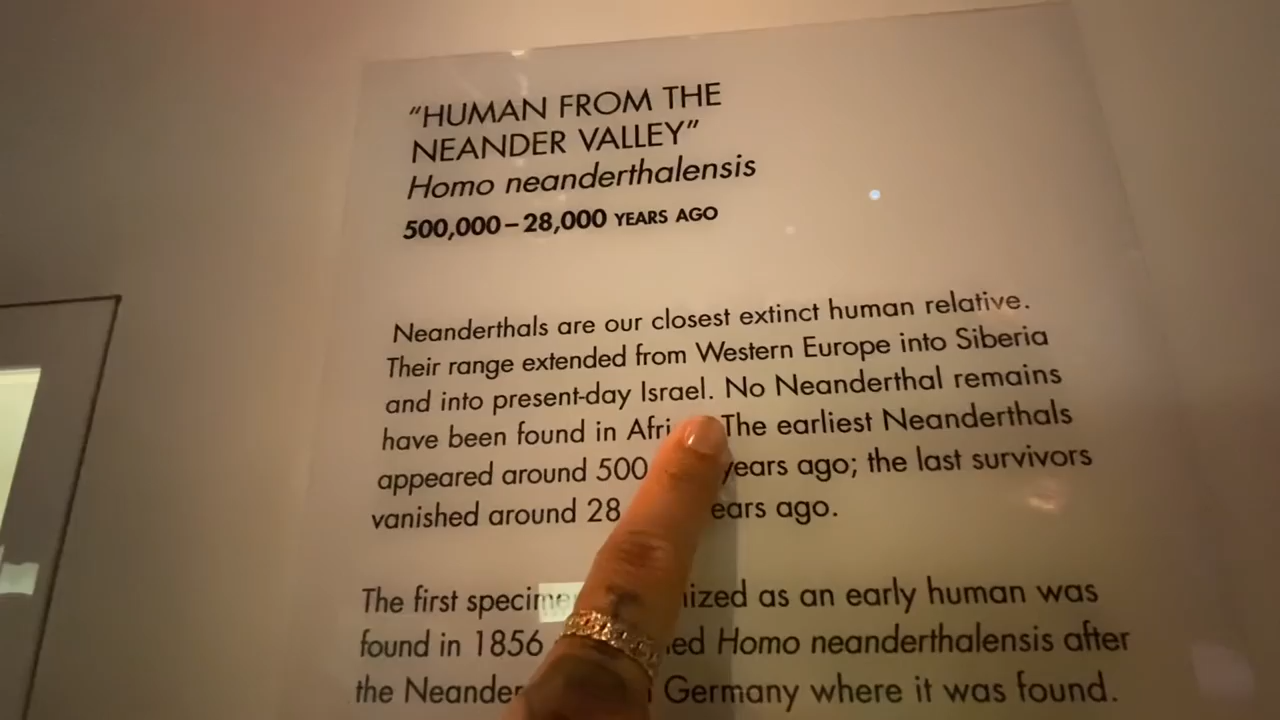 “HUMAN FROM THE
NEANDER VALLEY”
Homo neanderthalensis
500,000–28,000 YEARS AGO
Neanderthals are our closest extinct human relative.
Their range extended from Western Europe into Siberia
and into present-day Israel. No Neanderthal remains
have been found in The earliest Neanderthals
appeared around 500 years ago; the last survivors
vanished around 28 ears ago.
The first ized as an early human was
found in 1856 ed Homo neanderthalensis after
the Neander Germany where it was found.